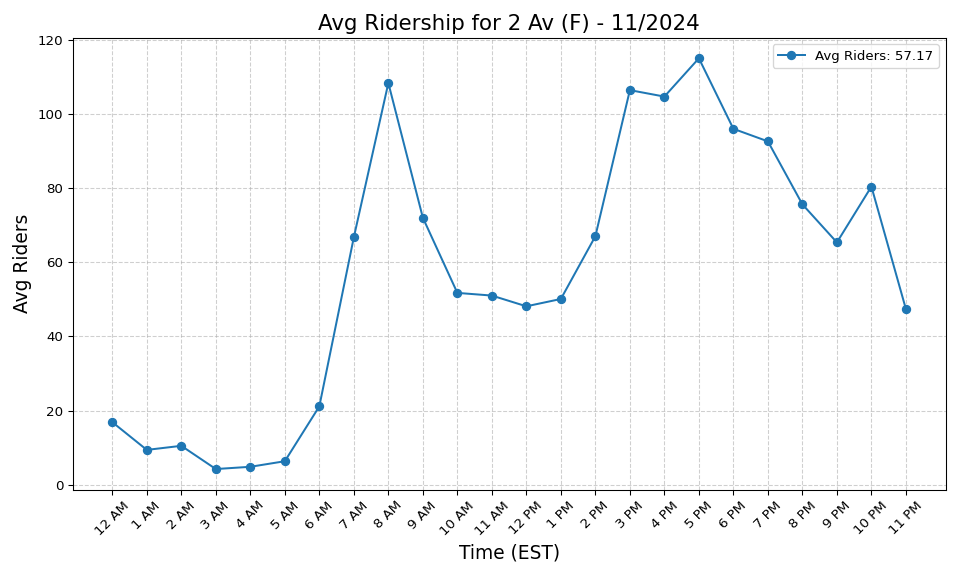 Avg Ridership for 2 Av (F) - 11/2024
Avg Riders: 57.17
Avg Riders
120
100
80
60
40
20
0
12 AM
1 AM
2 AM
3 AM
4 AM
5 AM
6 AM
7 AM
8 AM
9 AM
10 AM
11 AM
12 PM
1 PM
2 PM
3 PM
4 PM
5 PM
6 PM
7 PM
8 PM
9 PM
10 PM
11 PM
Time (EST)